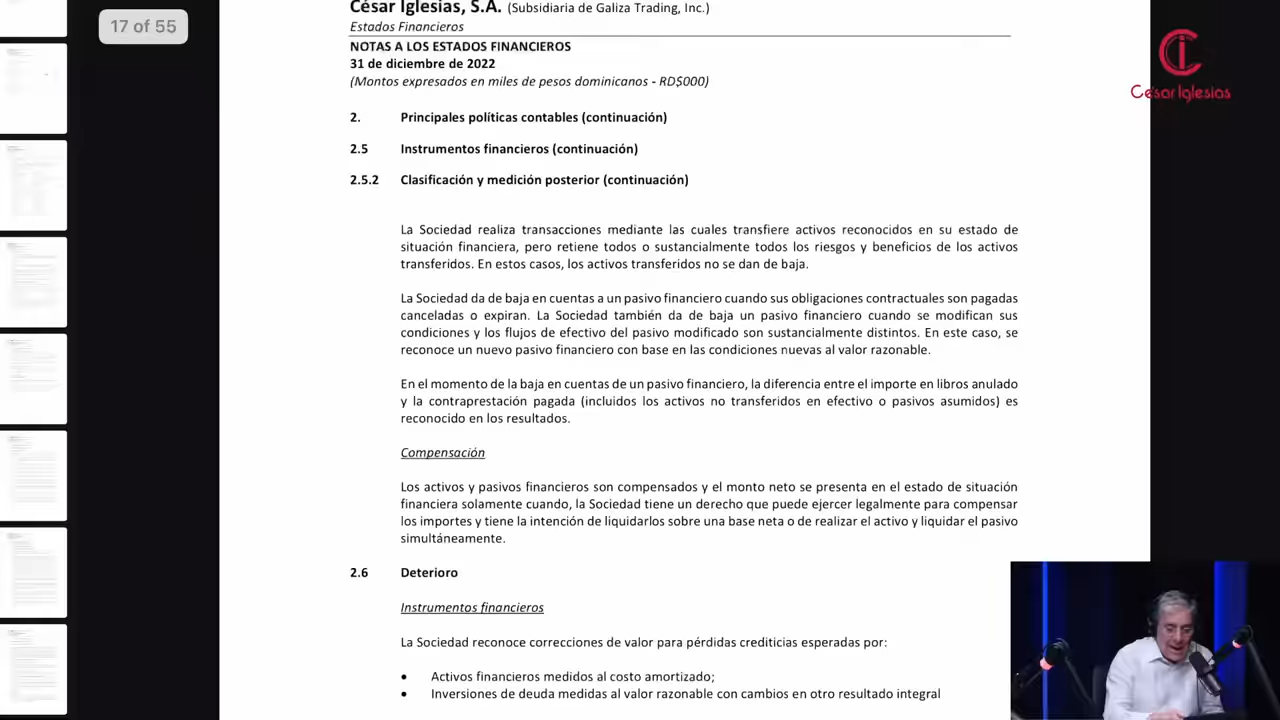 17 of 55
César Iglesias, S.A. (Subsidiaria de Galiza Trading, Inc.)
Estados Financieros
NOTAS A LOS ESTADOS FINANCIEROS
31 de diciembre de 2022
(Montos expresados en miles de pesos dominicanos - RD$000)
César Iglesias
2. Principales políticas contables (continuación)
2.5 Instrumentos financieros (continuación)
2.5.2 Clasificación y medición posterior (continuación)
La Sociedad realiza transacciones mediante las cuales transfiere activos reconocidos en su estado de
situación financiera, pero retiene todos o sustancialmente todos los riesgos y beneficios de los activos
transferidos. En estos casos, los activos transferidos no se dan de baja.
La Sociedad da de baja en cuentas a un pasivo financiero cuando sus obligaciones contractuales son pagadas
canceladas o expiran. La Sociedad también da de baja un pasivo financiero cuando se modifican sus
condiciones y los flujos de efectivo del pasivo modificado son sustancialmente distintos. En este caso, se
reconoce un nuevo pasivo financiero con base en las condiciones nuevas al valor razonable.
En el momento de la baja en cuentas de un pasivo financiero, la diferencia entre el importe en libros anulado
y la contraprestación pagada (incluidos los activos no transferidos en efectivo o pasivos asumidos) es
reconocido en los resultados.
Compensación
Los activos y pasivos financieros son compensados y el monto neto se presenta en el estado de situación
financiera solamente cuando, la Sociedad tiene un derecho que puede ejercer legalmente para compensar
los importes y tiene la intención de liquidarlos sobre una base neta o de realizar el activo y liquidar el pasivo
simultáneamente.
2.6 Deterioro
Instrumentos financieros
La Sociedad reconoce correcciones de valor para pérdidas crediticias esperadas por:
• Activos financieros medidos al costo amortizado;
• Inversiones de deuda medidas al valor razonable con cambios en otro resultado integral